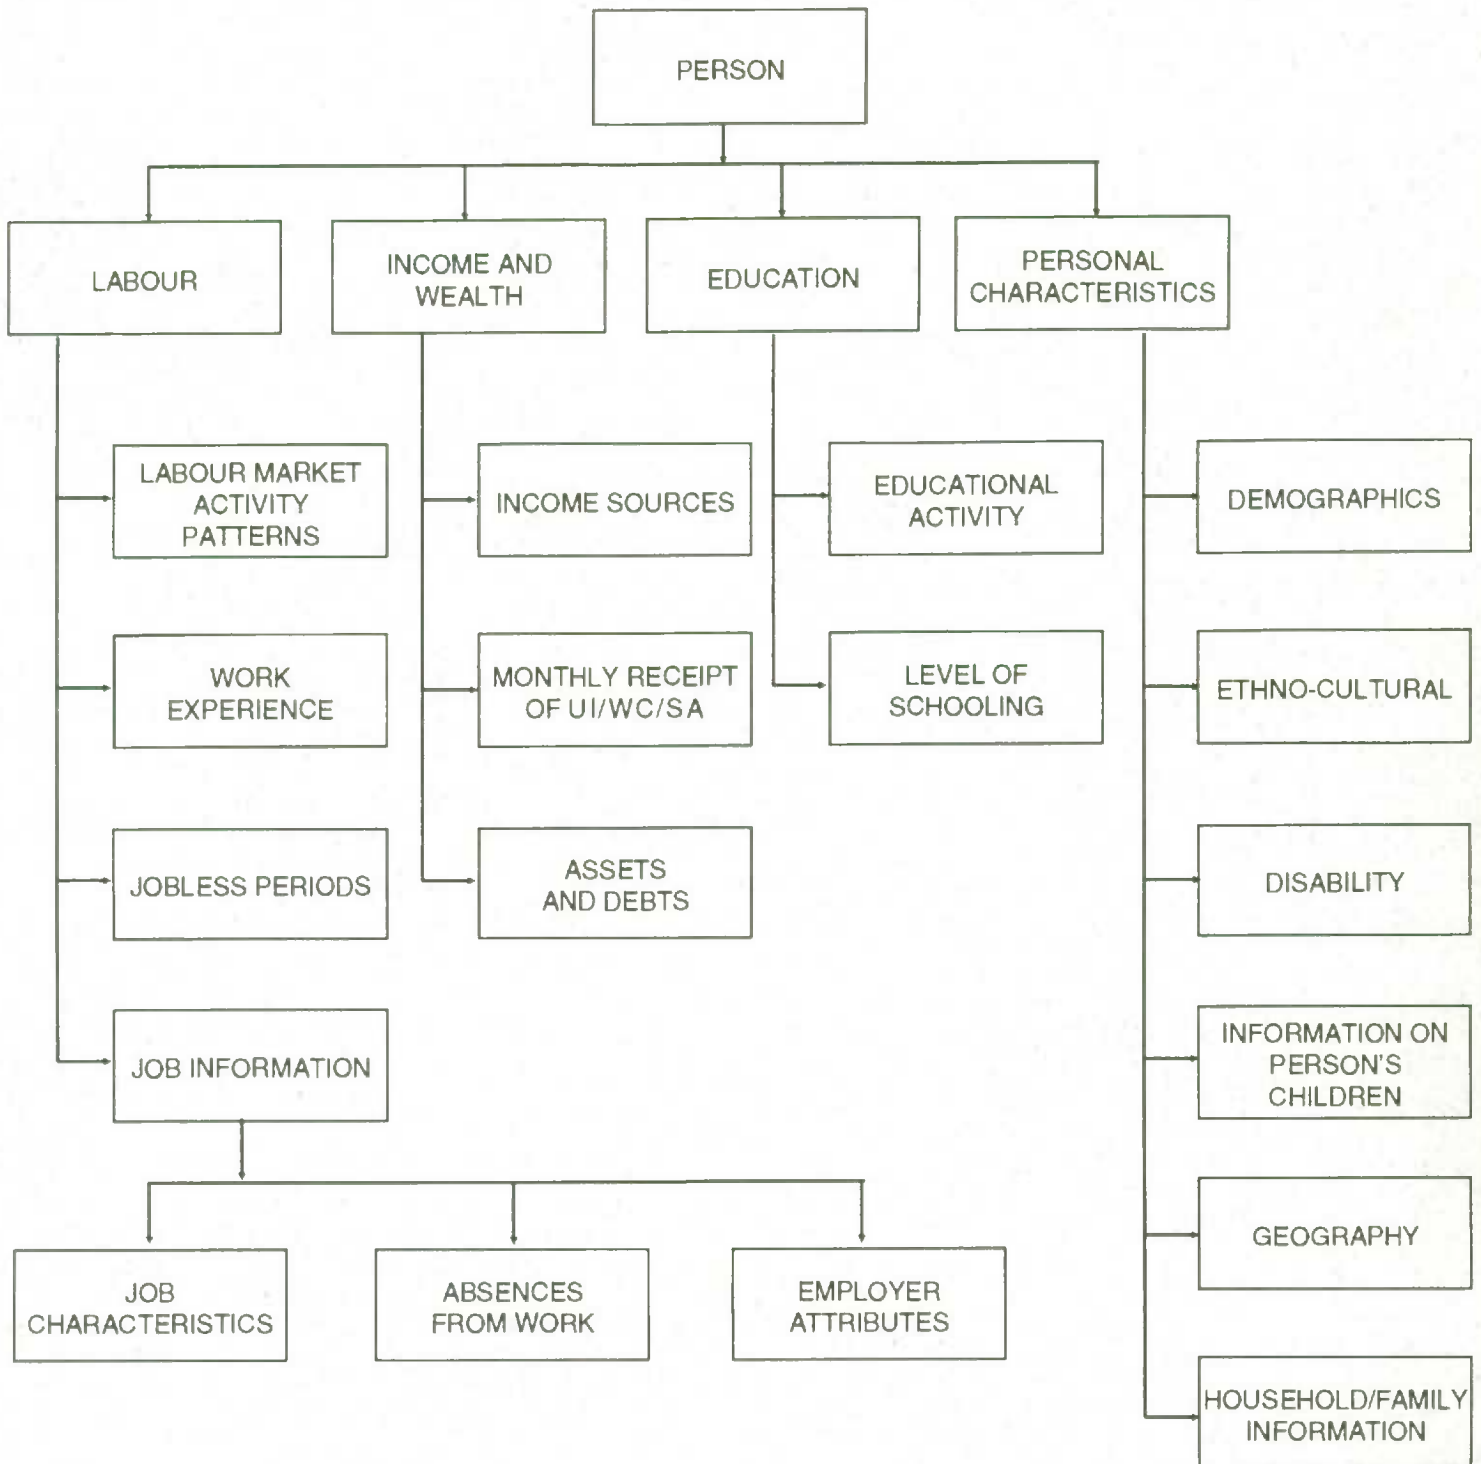 PERSON
LABOUR
INCOME AND
WEALTH
EDUCATION
PERSONAL
CHARACTERISTICS
LABOUR MARKET
ACTIVITY
PATTERNS
INCOME SOURCES
EDUCATIONAL
ACTIVITY
DEMOGRAPHICS
WORK
EXPERIENCE
MONTHLY RECEIPT
OF UI/WC/SA
LEVEL OF
SCHOOLING
ETHNO-CULTURAL
JOBLESS PERIODS
ASSETS
AND DEBTS
DISABILITY
JOB INFORMATION
INFORMATION ON
PERSON'S
CHILDREN
GEOGRAPHY
JOB
CHARACTERISTICS
ABSENCES
FROM WORK
EMPLOYER
ATTRIBUTES
HOUSEHOLD/FAMILY
INFORMATION